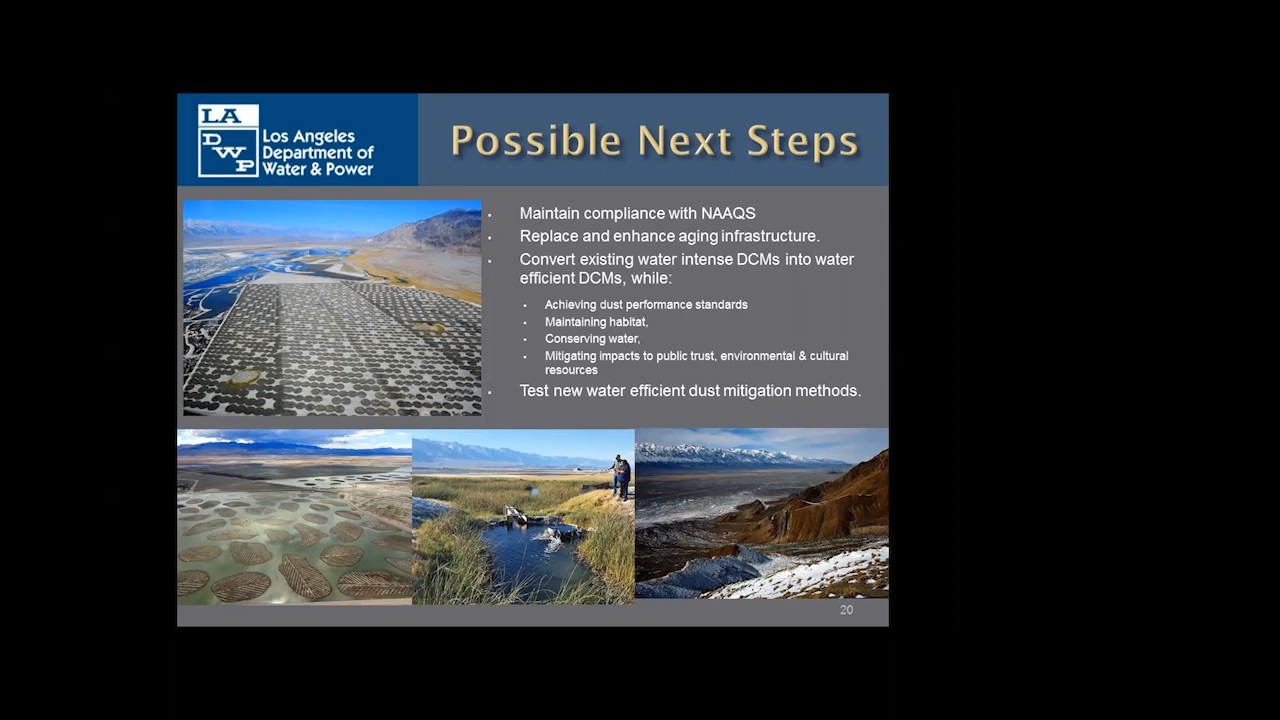 LA
DWP
Los Angeles
Department of
Water & Power
Possible Next Steps
• Maintain compliance with NAAQS
• Replace and enhance aging infrastructure.
• Convert existing water intense DCMs into water
efficient DCMs, while:
• Achieving dust performance standards
• Maintaining habitat,
• Conserving water,
• Mitigating impacts to public trust, environmental & cultural
resources
• Test new water efficient dust mitigation methods.
20